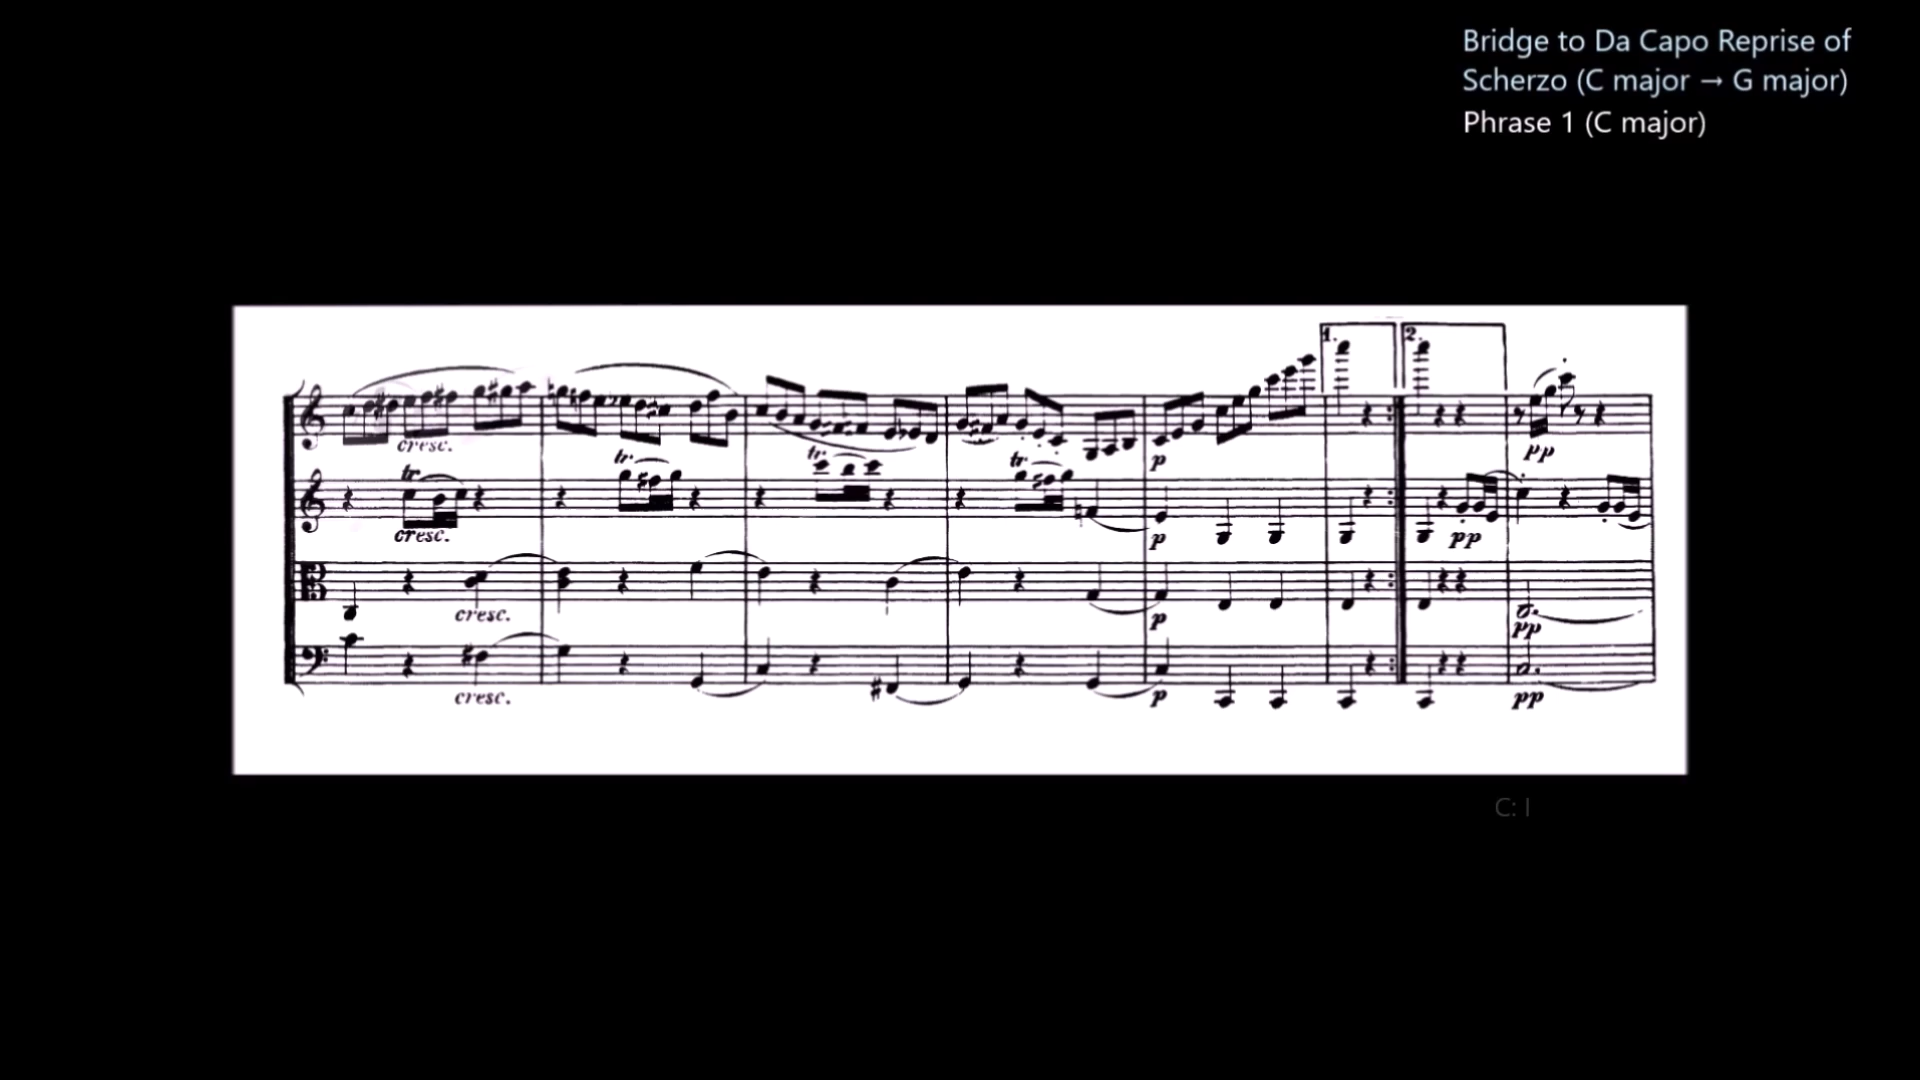 Bridge to Da Capo Reprise of
Scherzo (C major → G major)
Phrase 1 (C major)
1. 2.
cresc. pp
tr. tr. tr. tr. p
cresc. p pp
cresc. p pp
cresc. p pp
C: I